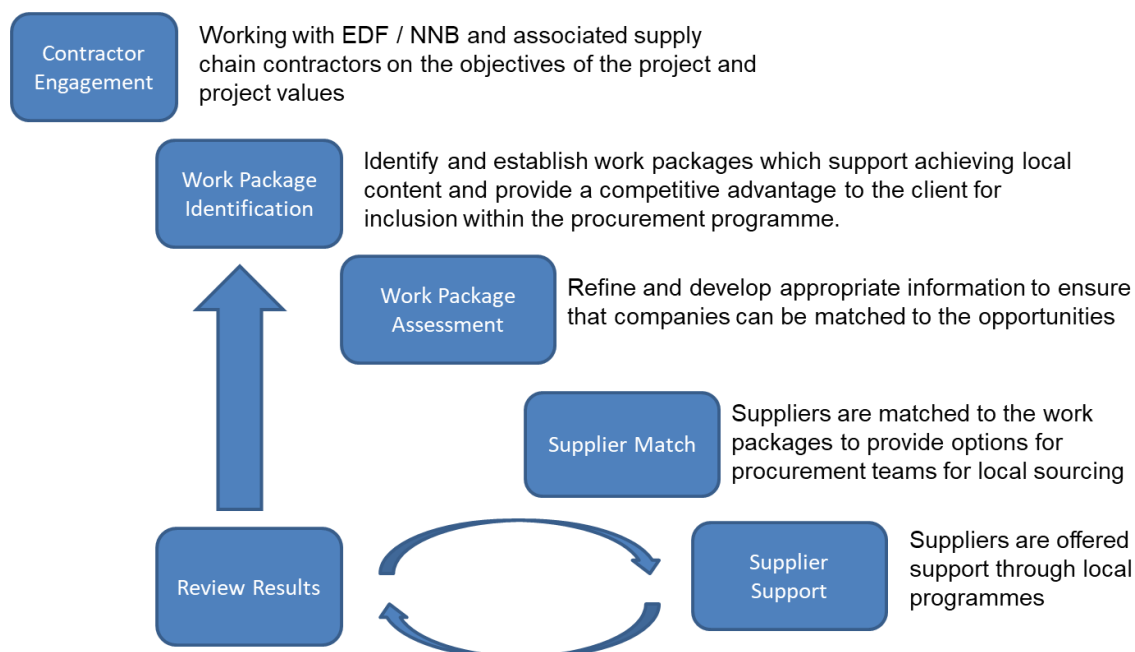 Contractor
Engagement
Working with EDF / NNB and associated supply
chain contractors on the objectives of the project and
project values
Work Package
Identification
Identify and establish work packages which support achieving local
content and provide a competitive advantage to the client for
inclusion within the procurement programme.
Work Package
Assessment
Refine and develop appropriate information to ensure
that companies can be matched to the opportunities
Supplier Match
Suppliers are matched to the work
packages to provide options for
procurement teams for local sourcing
Review Results
Supplier
Support
Suppliers are offered
support through local
programmes